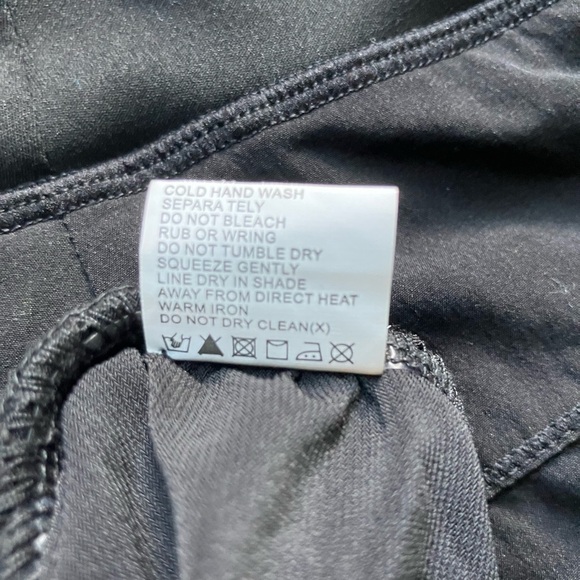 COLD HAND WASH
SEPARA TELY
DO NOT BLEACH
RUB OR WRING
DO NOT TUMBLE DRY
SQUEEZE GENTLY
LINE DRY IN SHADE
AWAY FROM DIRECT HEAT
WARM IRON
DO NOT DRY CLEAN(X)